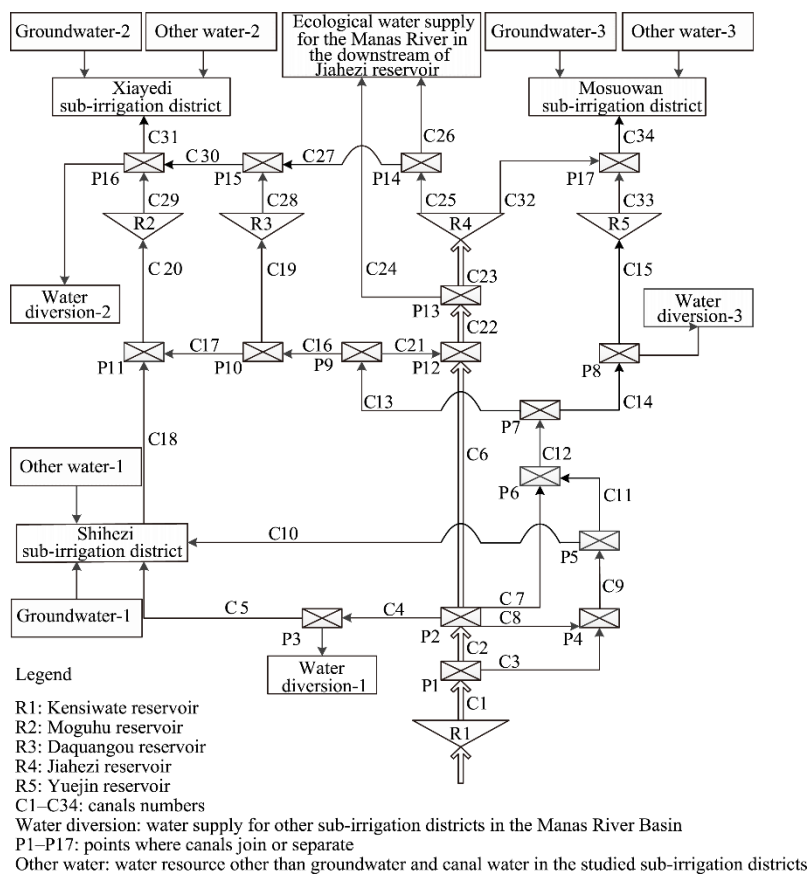 Groundwater-2
Other water-2
Ecological water supply
for the Manas River in
the downstream of
Jiahezi reservoir
Groundwater-3
Other water-3
Xiayedi
sub-irrigation district
Mosuowan
sub-irrigation district
C31
C26
C34
C30
C27
P16
P15
P14
P17
C29
C28
C25
C32
C33
R2
R3
R4
R5
C 20
C19
C24
C23
C15
Water
diversion-2
P13
Water
diversion-3
C22
C17
C16
C21
P11
P10
P9
P12
P8
C13
P7
C14
C18
C6
C12
Other water-1
P6
C11
Shihezi
sub-irrigation district
C10
P5
C9
Groundwater-1
C 5
C4
C 7
C8
P3
P2
P4
C2
C3
Water
diversion-1
P1
C1
R1
Legend
R1: Kensiwate reservoir
R2: Moguhu reservoir
R3: Daquangou reservoir
R4: Jiahezi reservoir
R5: Yuejin reservoir
C1–C34: canals numbers
Water diversion: water supply for other sub-irrigation districts in the Manas River Basin
P1–P17: points where canals join or separate
Other water: water resource other than groundwater and canal water in the studied sub-irrigation districts